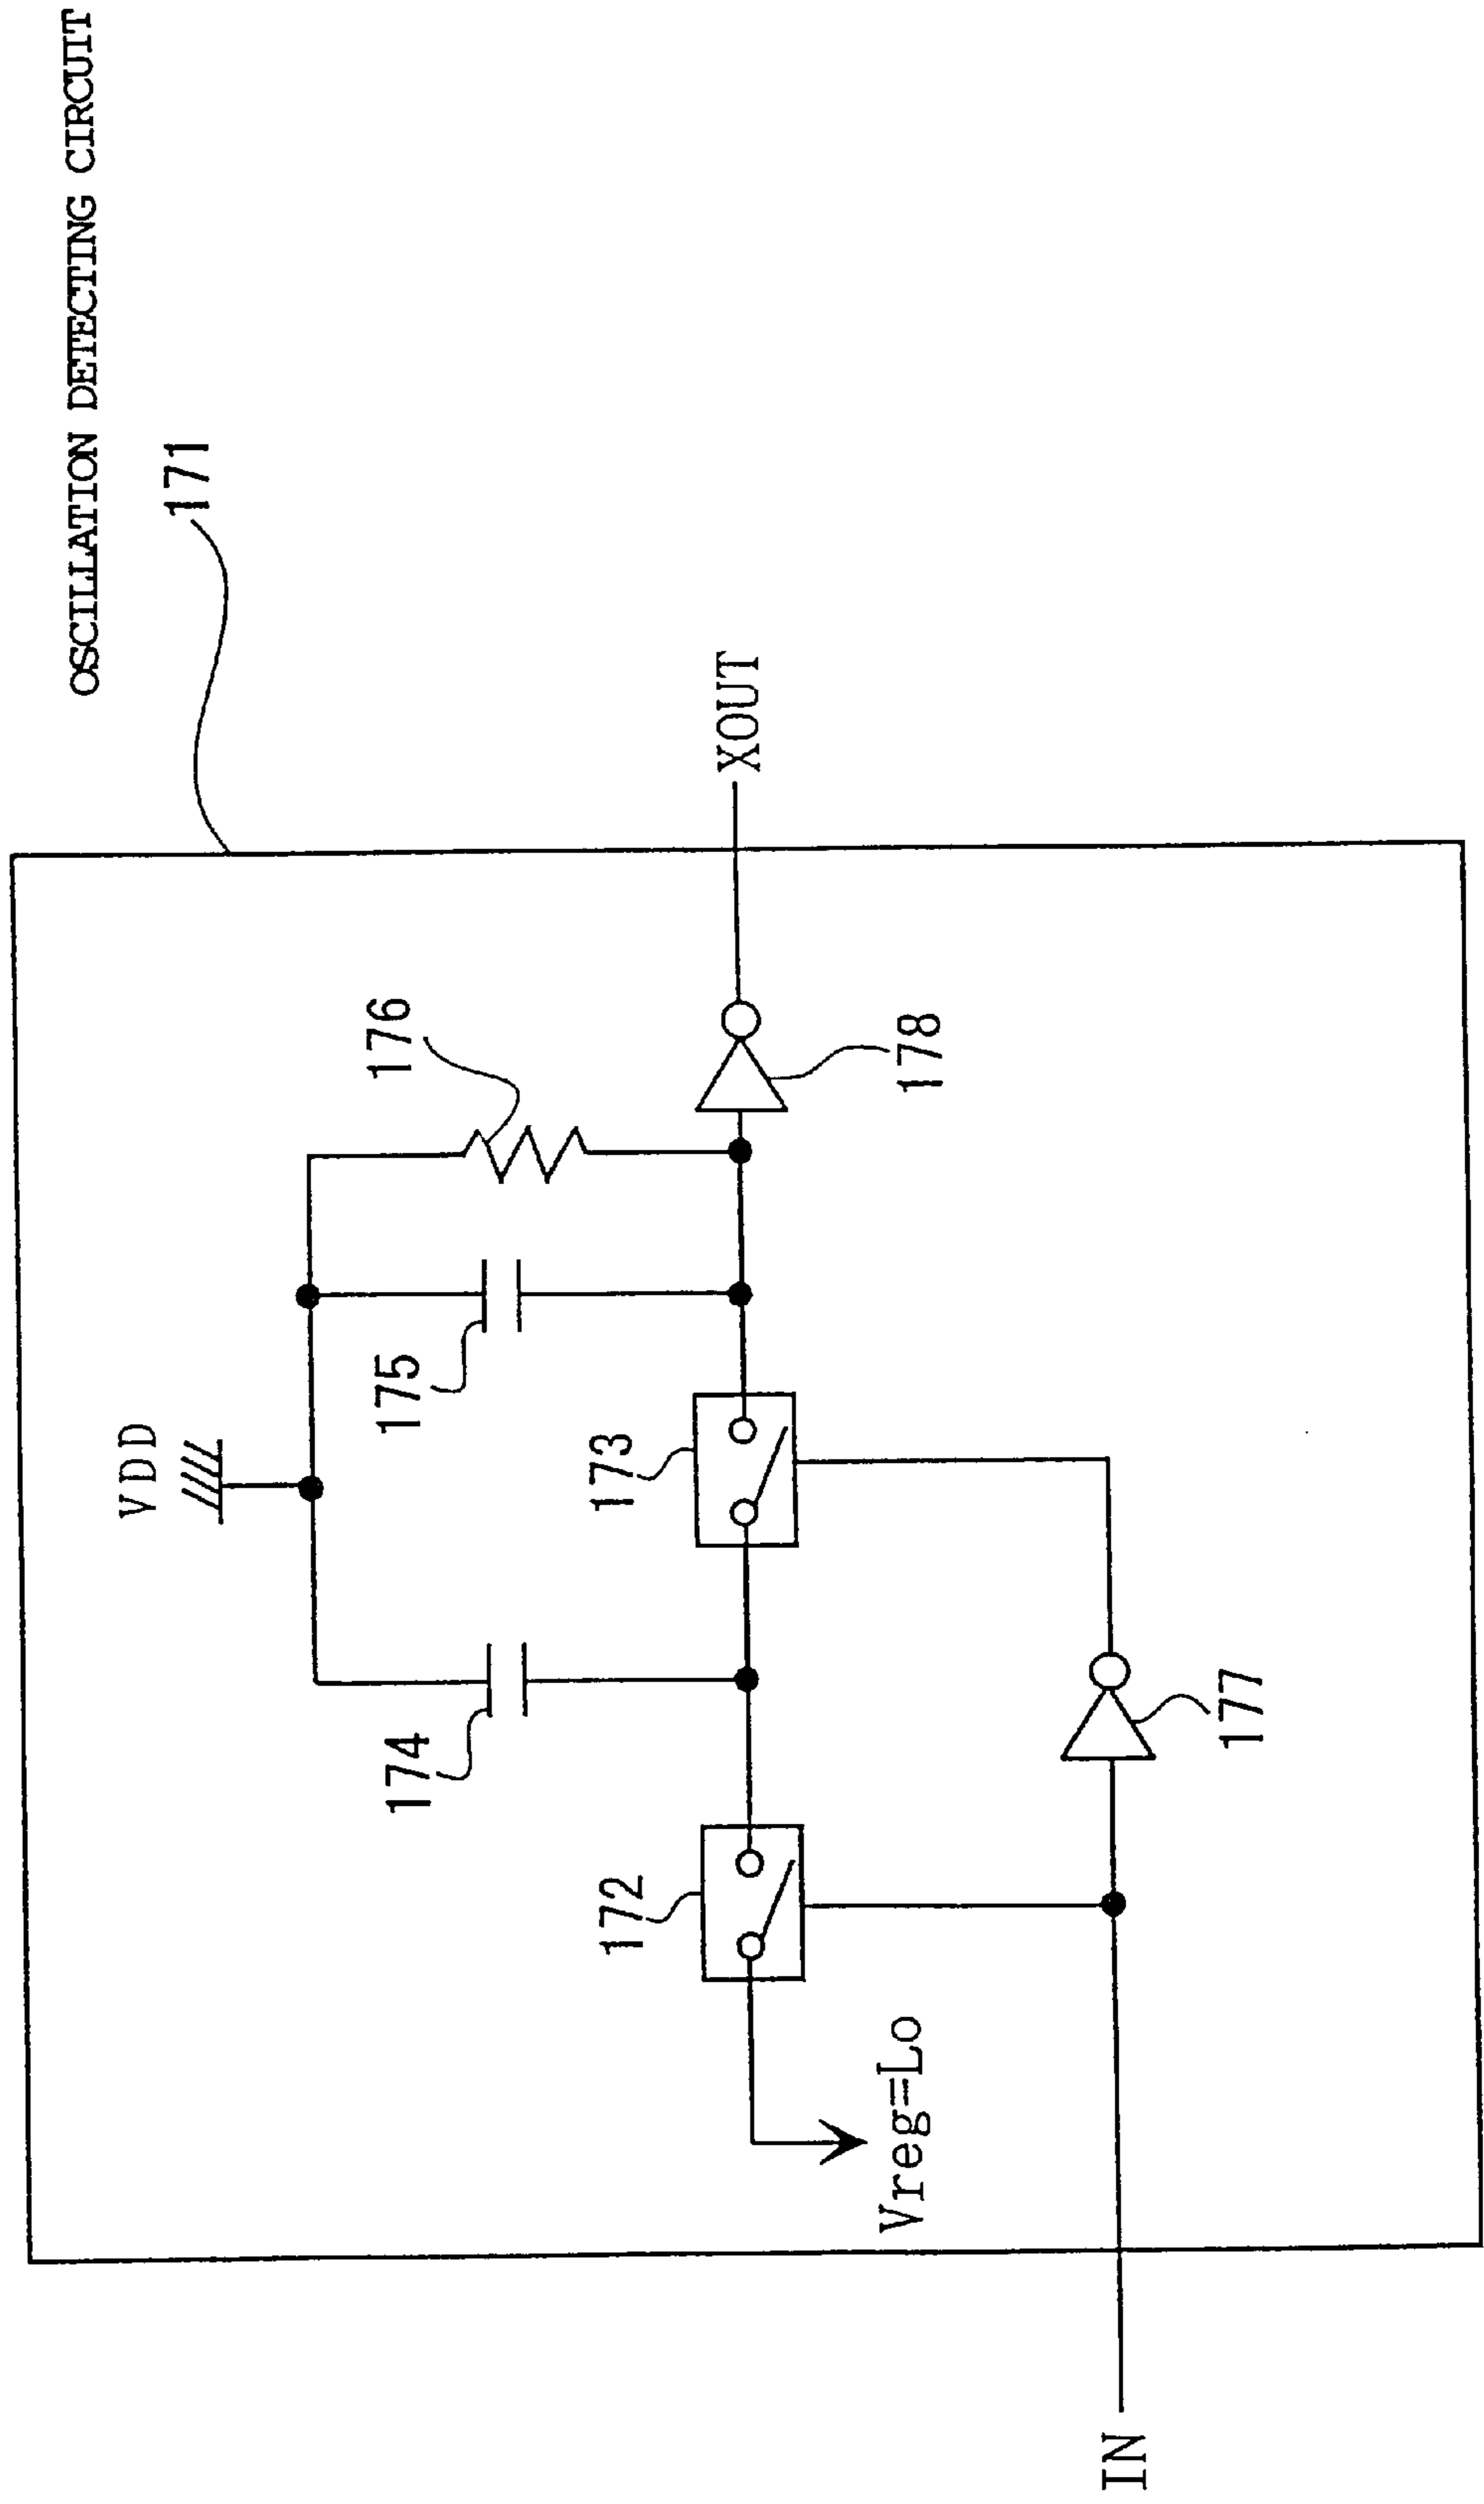 OSCILLATION DETECTING CIRCUIT
171
VDD
174
175
176
172
173
XOUT
178
Vreg=Lo
177
IN